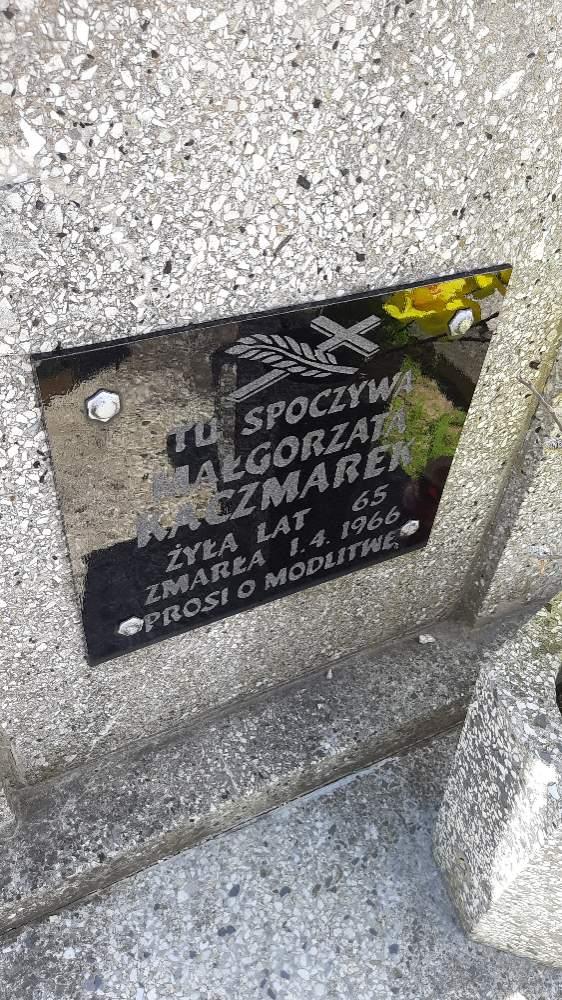 TU SPOCZYWA
MAŁGORZATA
KACZMAREK
ŻYŁA LAT 65
ZMARŁA 1.4.1966
PROSI O MODLITWĘ